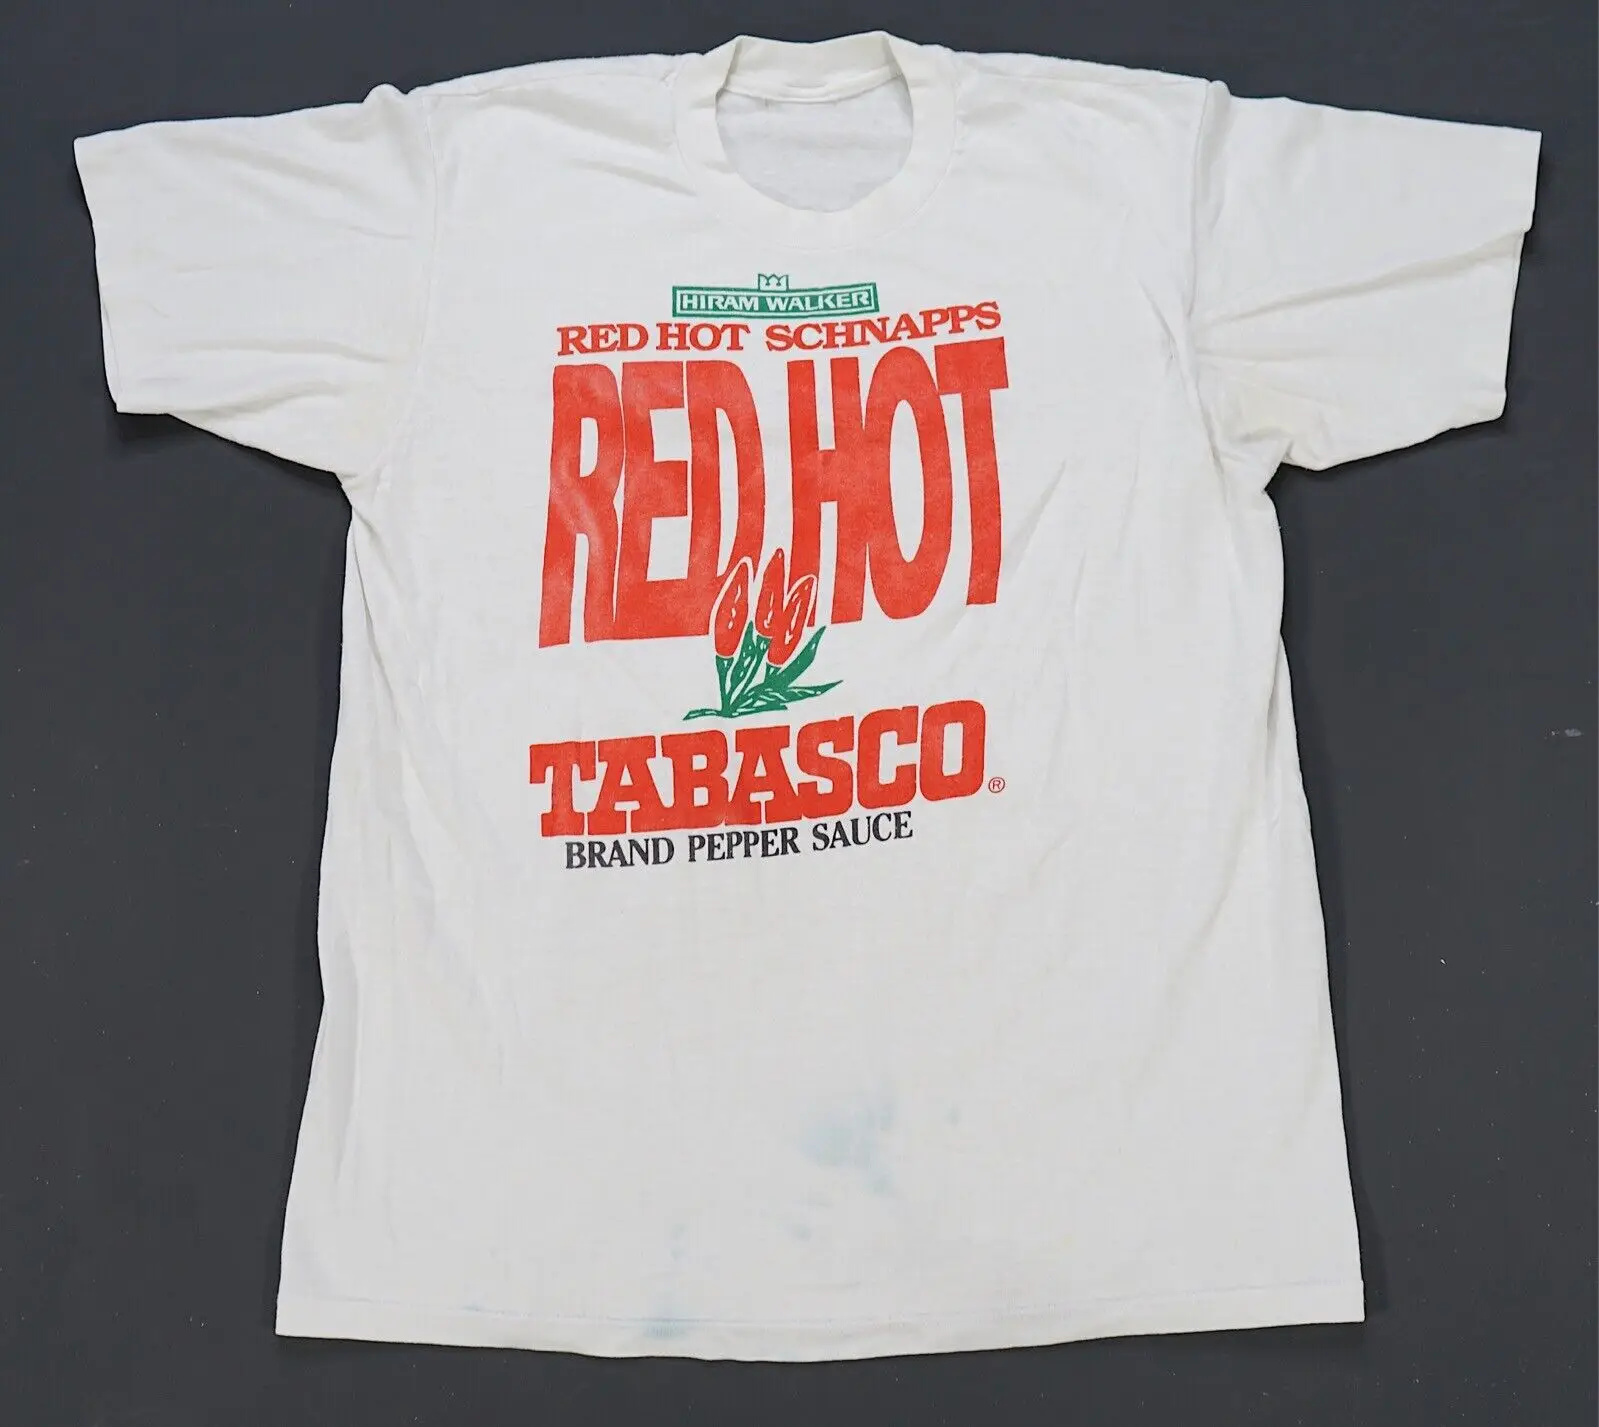 HIRAM WALKER
RED HOT SCHNAPPS
RED HOT
TABASCO®
BRAND PEPPER SAUCE